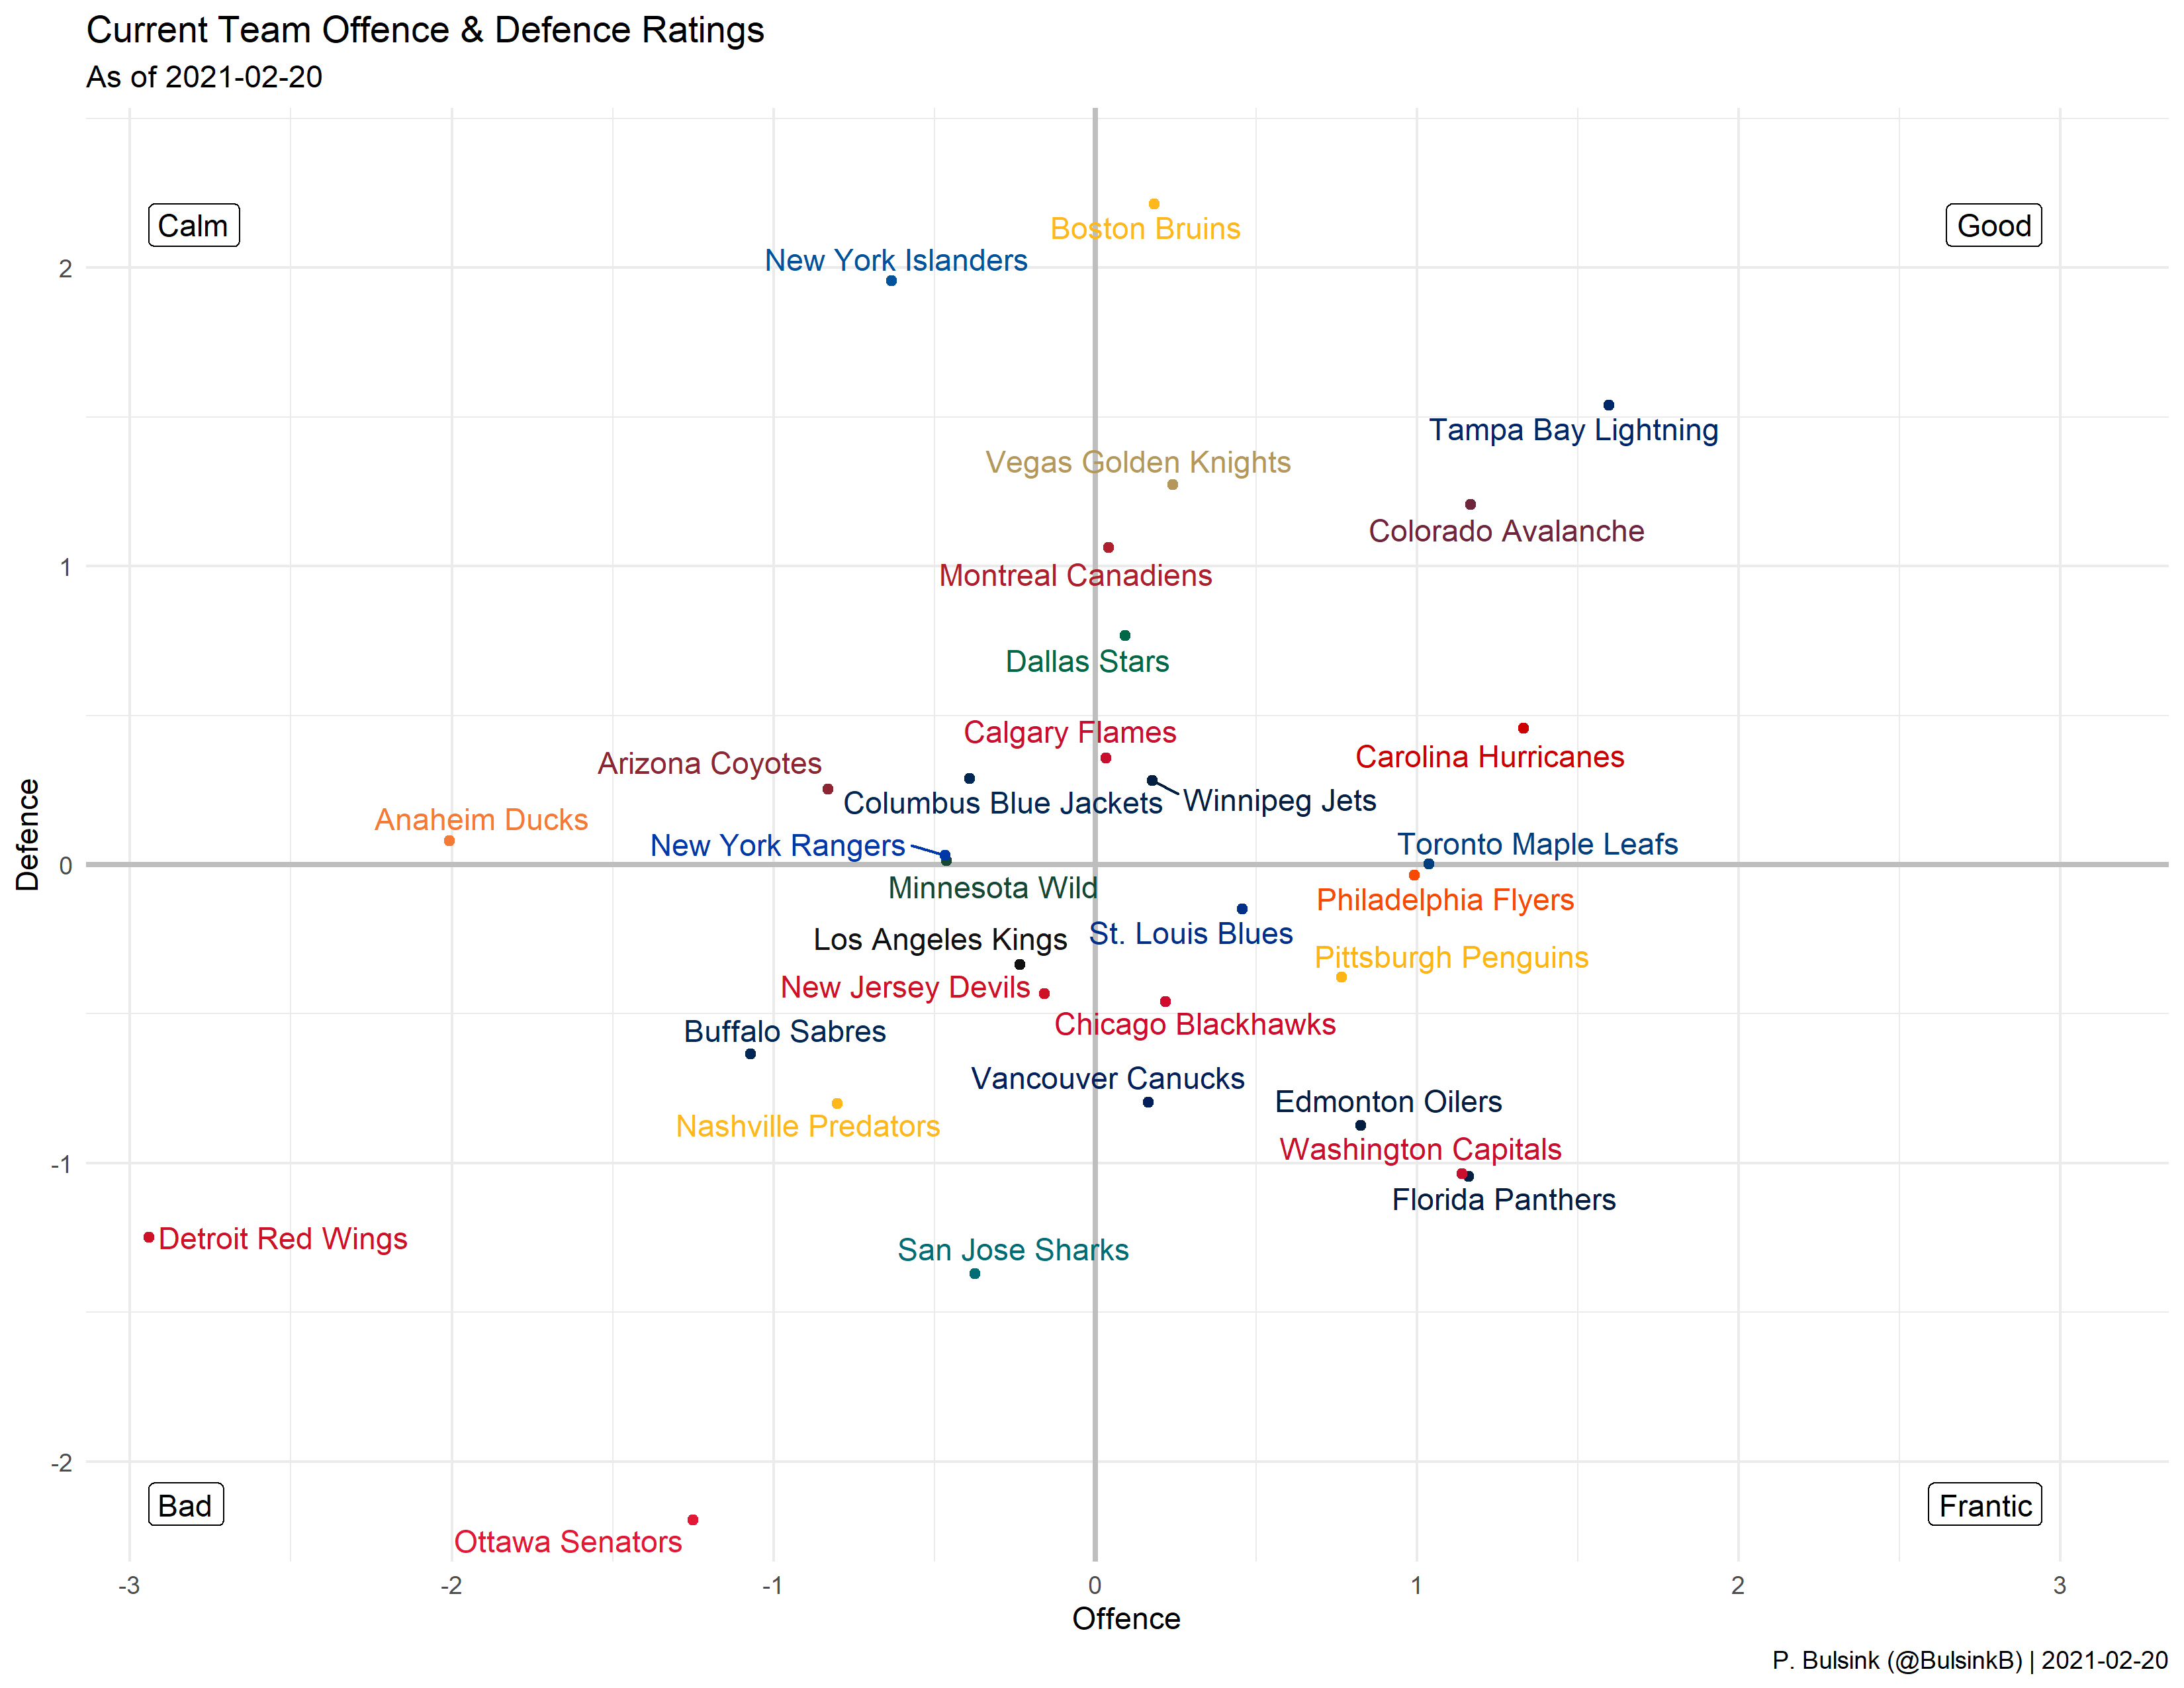 Current Team Offence & Defence Ratings
As of 2021-02-20
Calm
Good
Boston Bruins
New York Islanders
2
Tampa Bay Lightning
Vegas Golden Knights
Colorado Avalanche
1
Montreal Canadiens
Dallas Stars
Calgary Flames
Carolina Hurricanes
Arizona Coyotes
Columbus Blue Jackets
Winnipeg Jets
Anaheim Ducks
New York Rangers
Toronto Maple Leafs
Defence
0
Minnesota Wild
Philadelphia Flyers
St. Louis Blues
Los Angeles Kings
Pittsburgh Penguins
New Jersey Devils
Chicago Blackhawks
Buffalo Sabres
Vancouver Canucks
Edmonton Oilers
Nashville Predators
Washington Capitals
-1
Florida Panthers
Detroit Red Wings
San Jose Sharks
-2
Bad
Frantic
Ottawa Senators
-3 -2 -1 0 1 2 3
Offence
P. Bulsink (@BulsinkB) | 2021-02-20